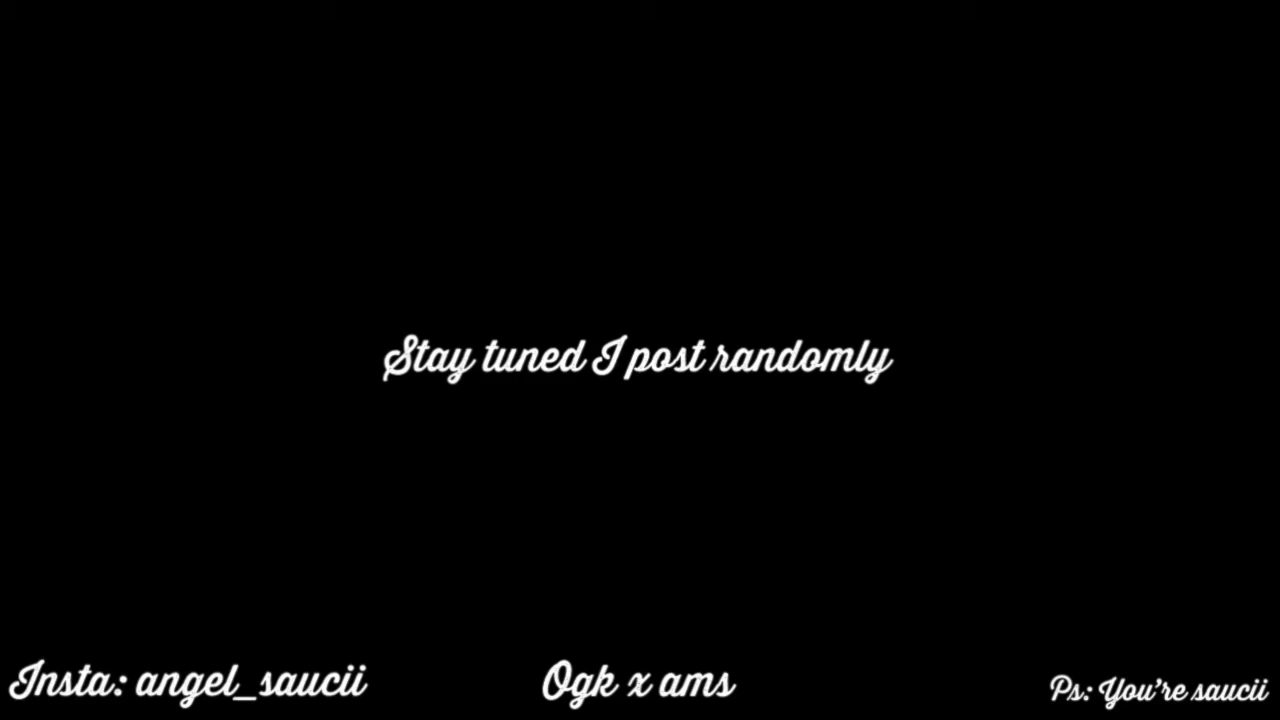 Stay tuned I post randomly
Insta: angel_saucii
Ogk x ams
Ps: You're saucii